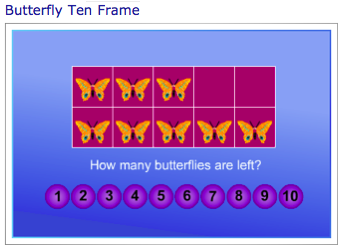 Butterfly Ten Frame
How many butterflies are left?
1 2 3 4 5 6 7 8 9 10